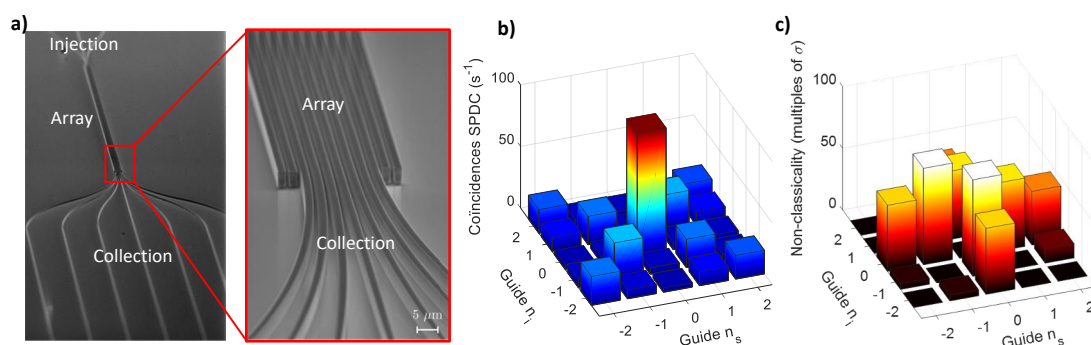 a)
Injection
Array
Collection
Array
Collection
5 μm
b)
Coïncidences SPDC (s⁻¹)
100
50
0
2
1
0
-1
-2
Guide n_i
-2
-1
0
1
2
Guide n_s
c)
Non-classicality (multiples of σ)
100
50
0
2
1
0
-1
-2
Guide n_i
-2
-1
0
1
2
Guide n_s